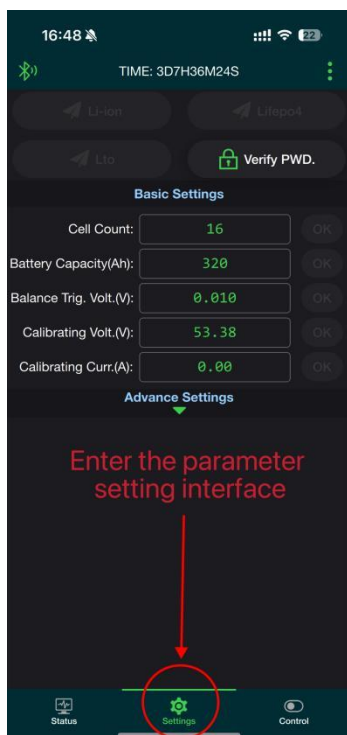 16:48
22
TIME: 3D7H36M24S
Li-ion
Lifepo4
Lto
Verify PWD.
Basic Settings
Cell Count: 16 OK
Battery Capacity(Ah): 320 OK
Balance Trig. Volt.(V): 0.010 OK
Calibrating Volt.(V): 53.38 OK
Calibrating Curr.(A): 0.00 OK
Advance Settings
Enter the parameter
setting interface
Status
Settings
Control